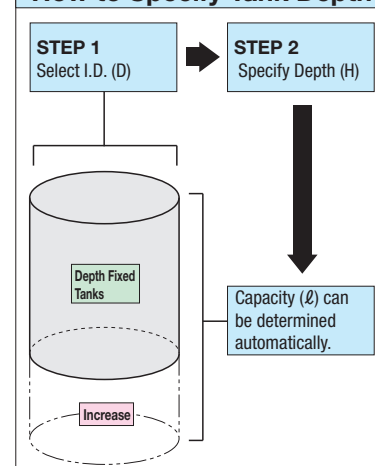 How to Specify Tank Depth
STEP 1
Select I.D. (D)
STEP 2
Specify Depth (H)
Depth Fixed
Tanks
Capacity (ℓ) can
be determined
automatically.
Increase